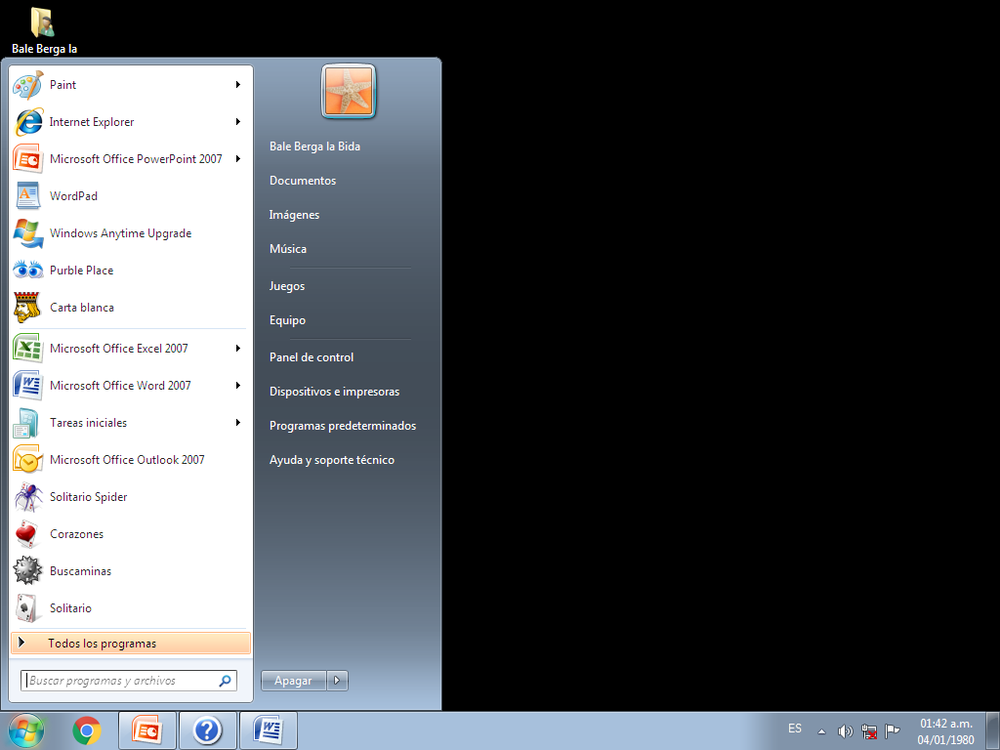 Bale Berga la
Paint
Internet Explorer
Microsoft Office PowerPoint 2007
WordPad
Windows Anytime Upgrade
Purble Place
Carta blanca
Microsoft Office Excel 2007
Microsoft Office Word 2007
Tareas iniciales
Microsoft Office Outlook 2007
Solitario Spider
Corazones
Buscaminas
Solitario
Todos los programas
Buscar programas y archivos
Bale Berga la Bida
Documentos
Imágenes
Música
Juegos
Equipo
Panel de control
Dispositivos e impresoras
Programas predeterminados
Ayuda y soporte técnico
Apagar
ES
01:42 a.m.
04/01/1980